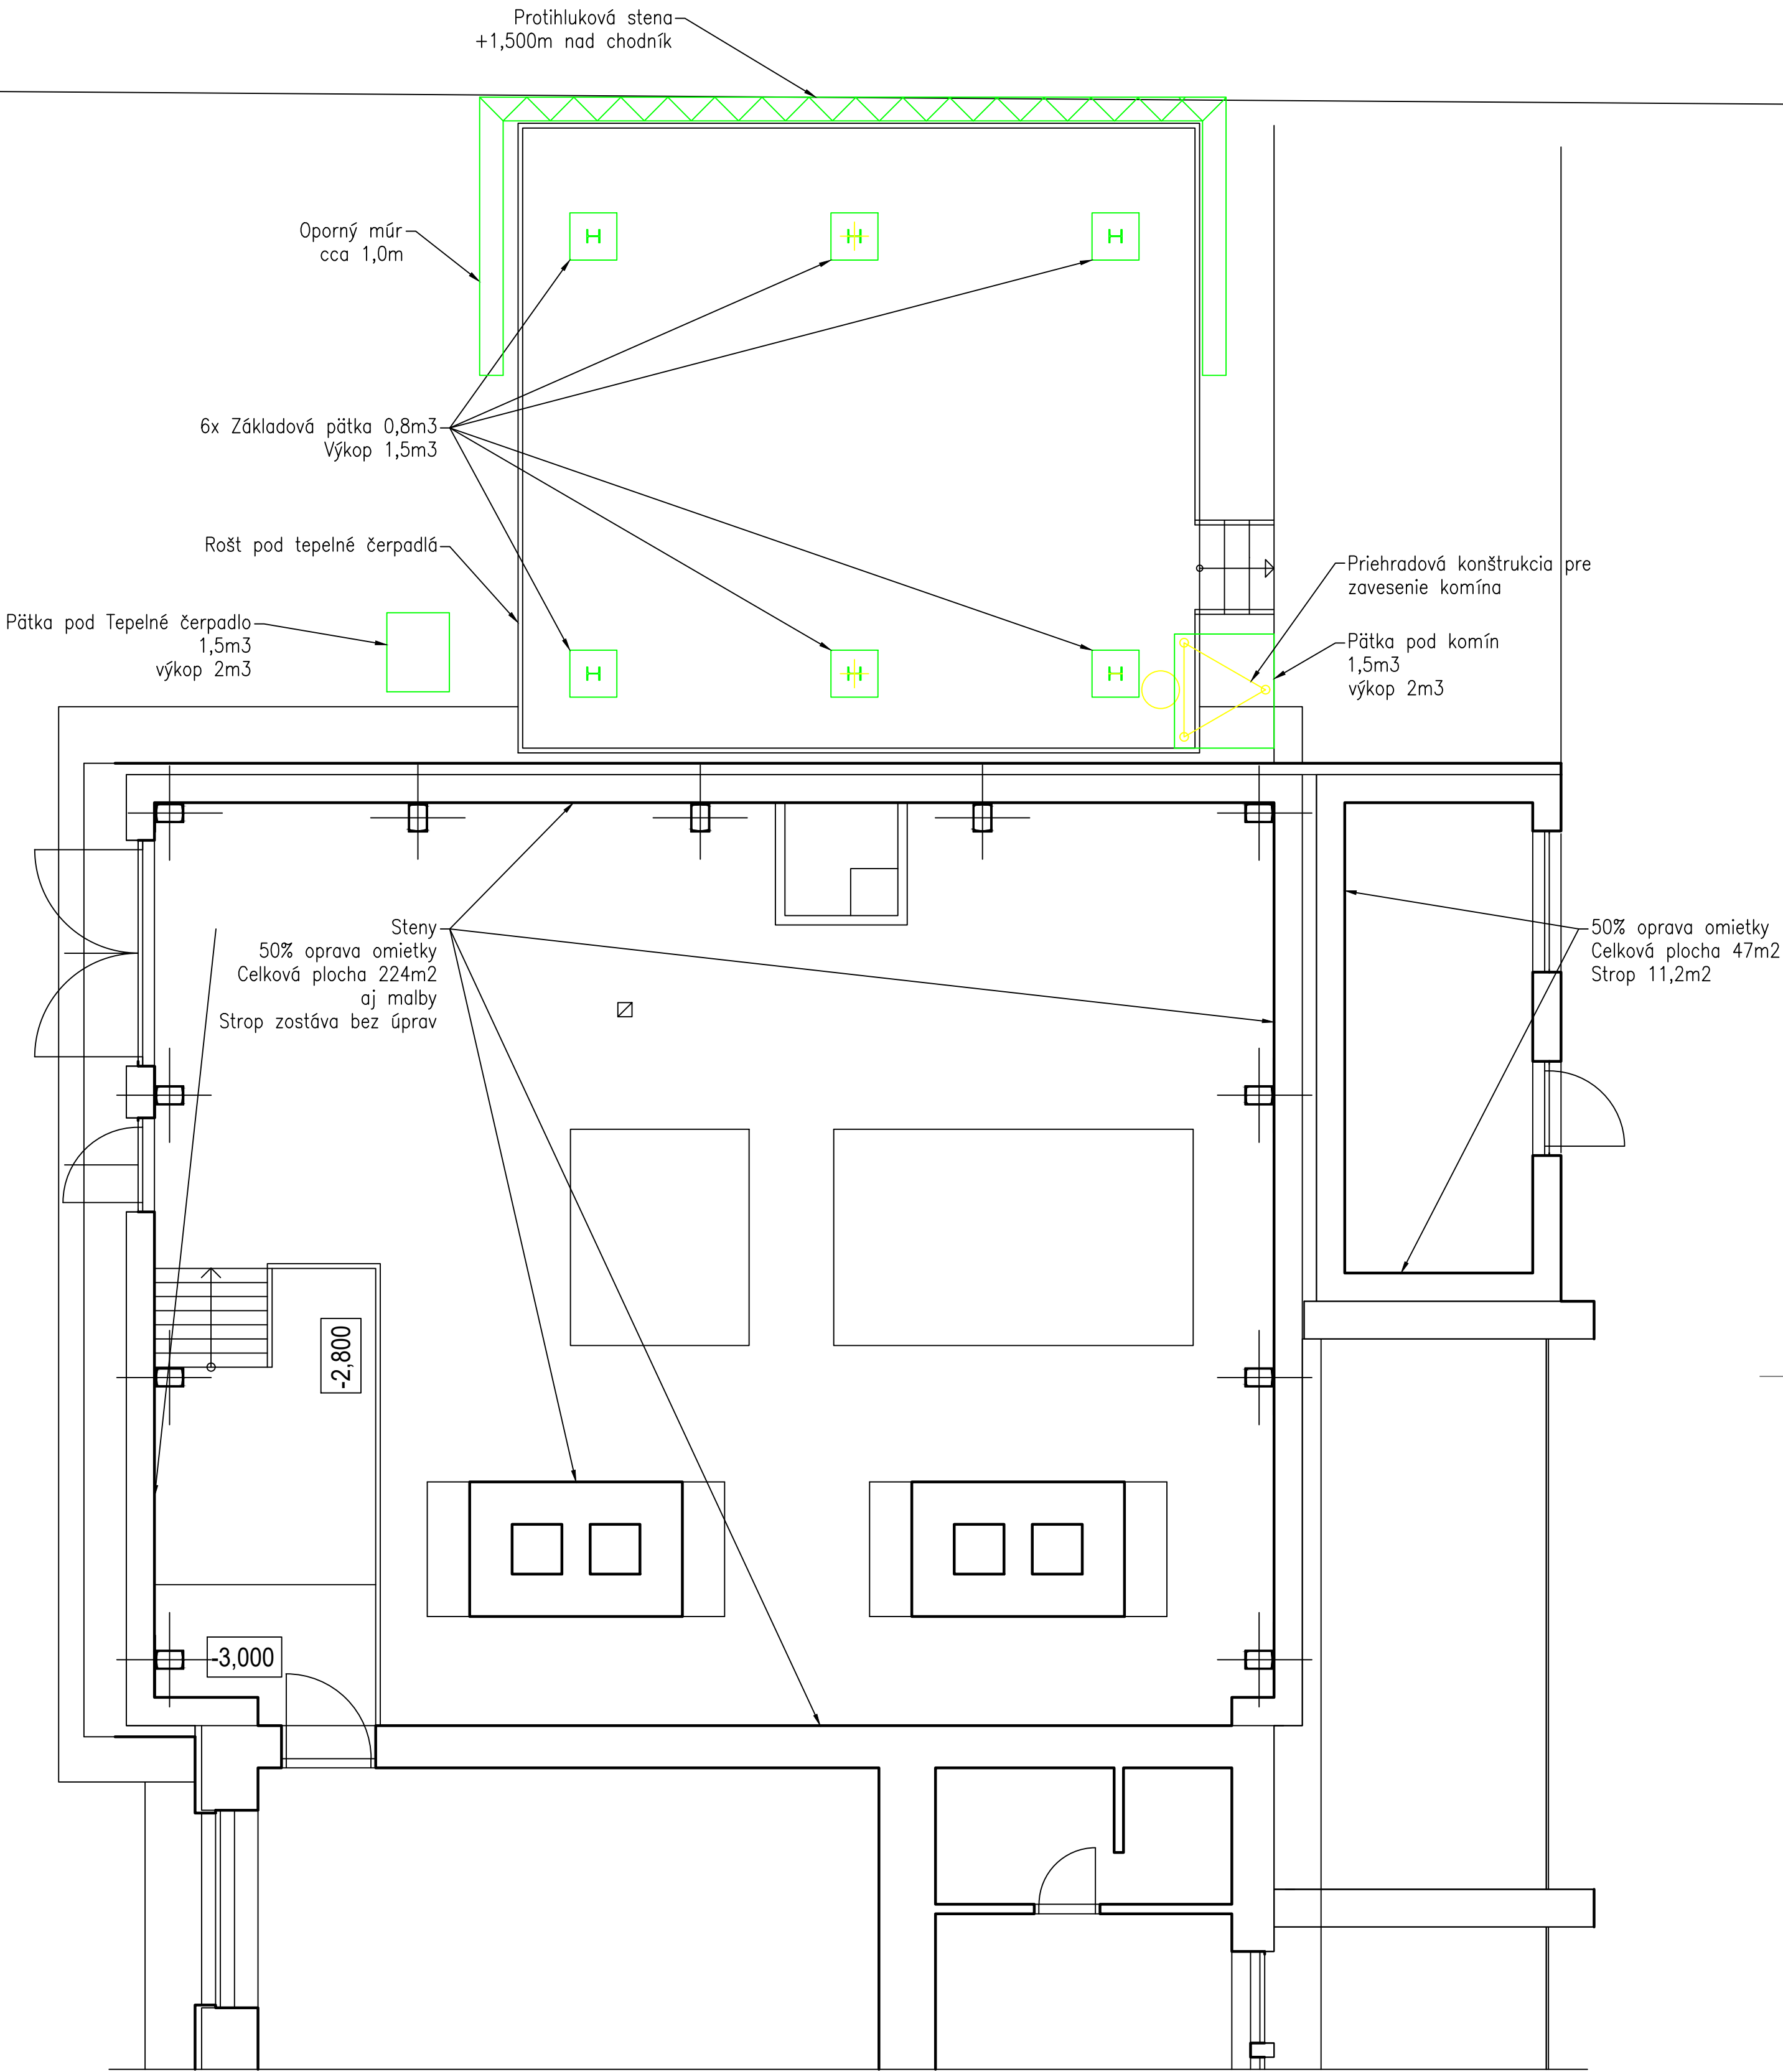 Protihluková stena
+1,500m nad chodník
Oporný múr
cca 1,0m
6x Základová pätka 0,8m3
Výkop 1,5m3
Rošt pod tepelné čerpadlá
Priehradová konštrukcia pre
zavesenie komína
Pätka pod Tepelné čerpadlo
1,5m3
výkop 2m3
Pätka pod komín
1,5m3
výkop 2m3
Steny
50% oprava omietky
Celková plocha 224m2
aj malby
Strop zostáva bez úprav
50% oprava omietky
Celková plocha 47m2
Strop 11,2m2
-2,800
-3,000